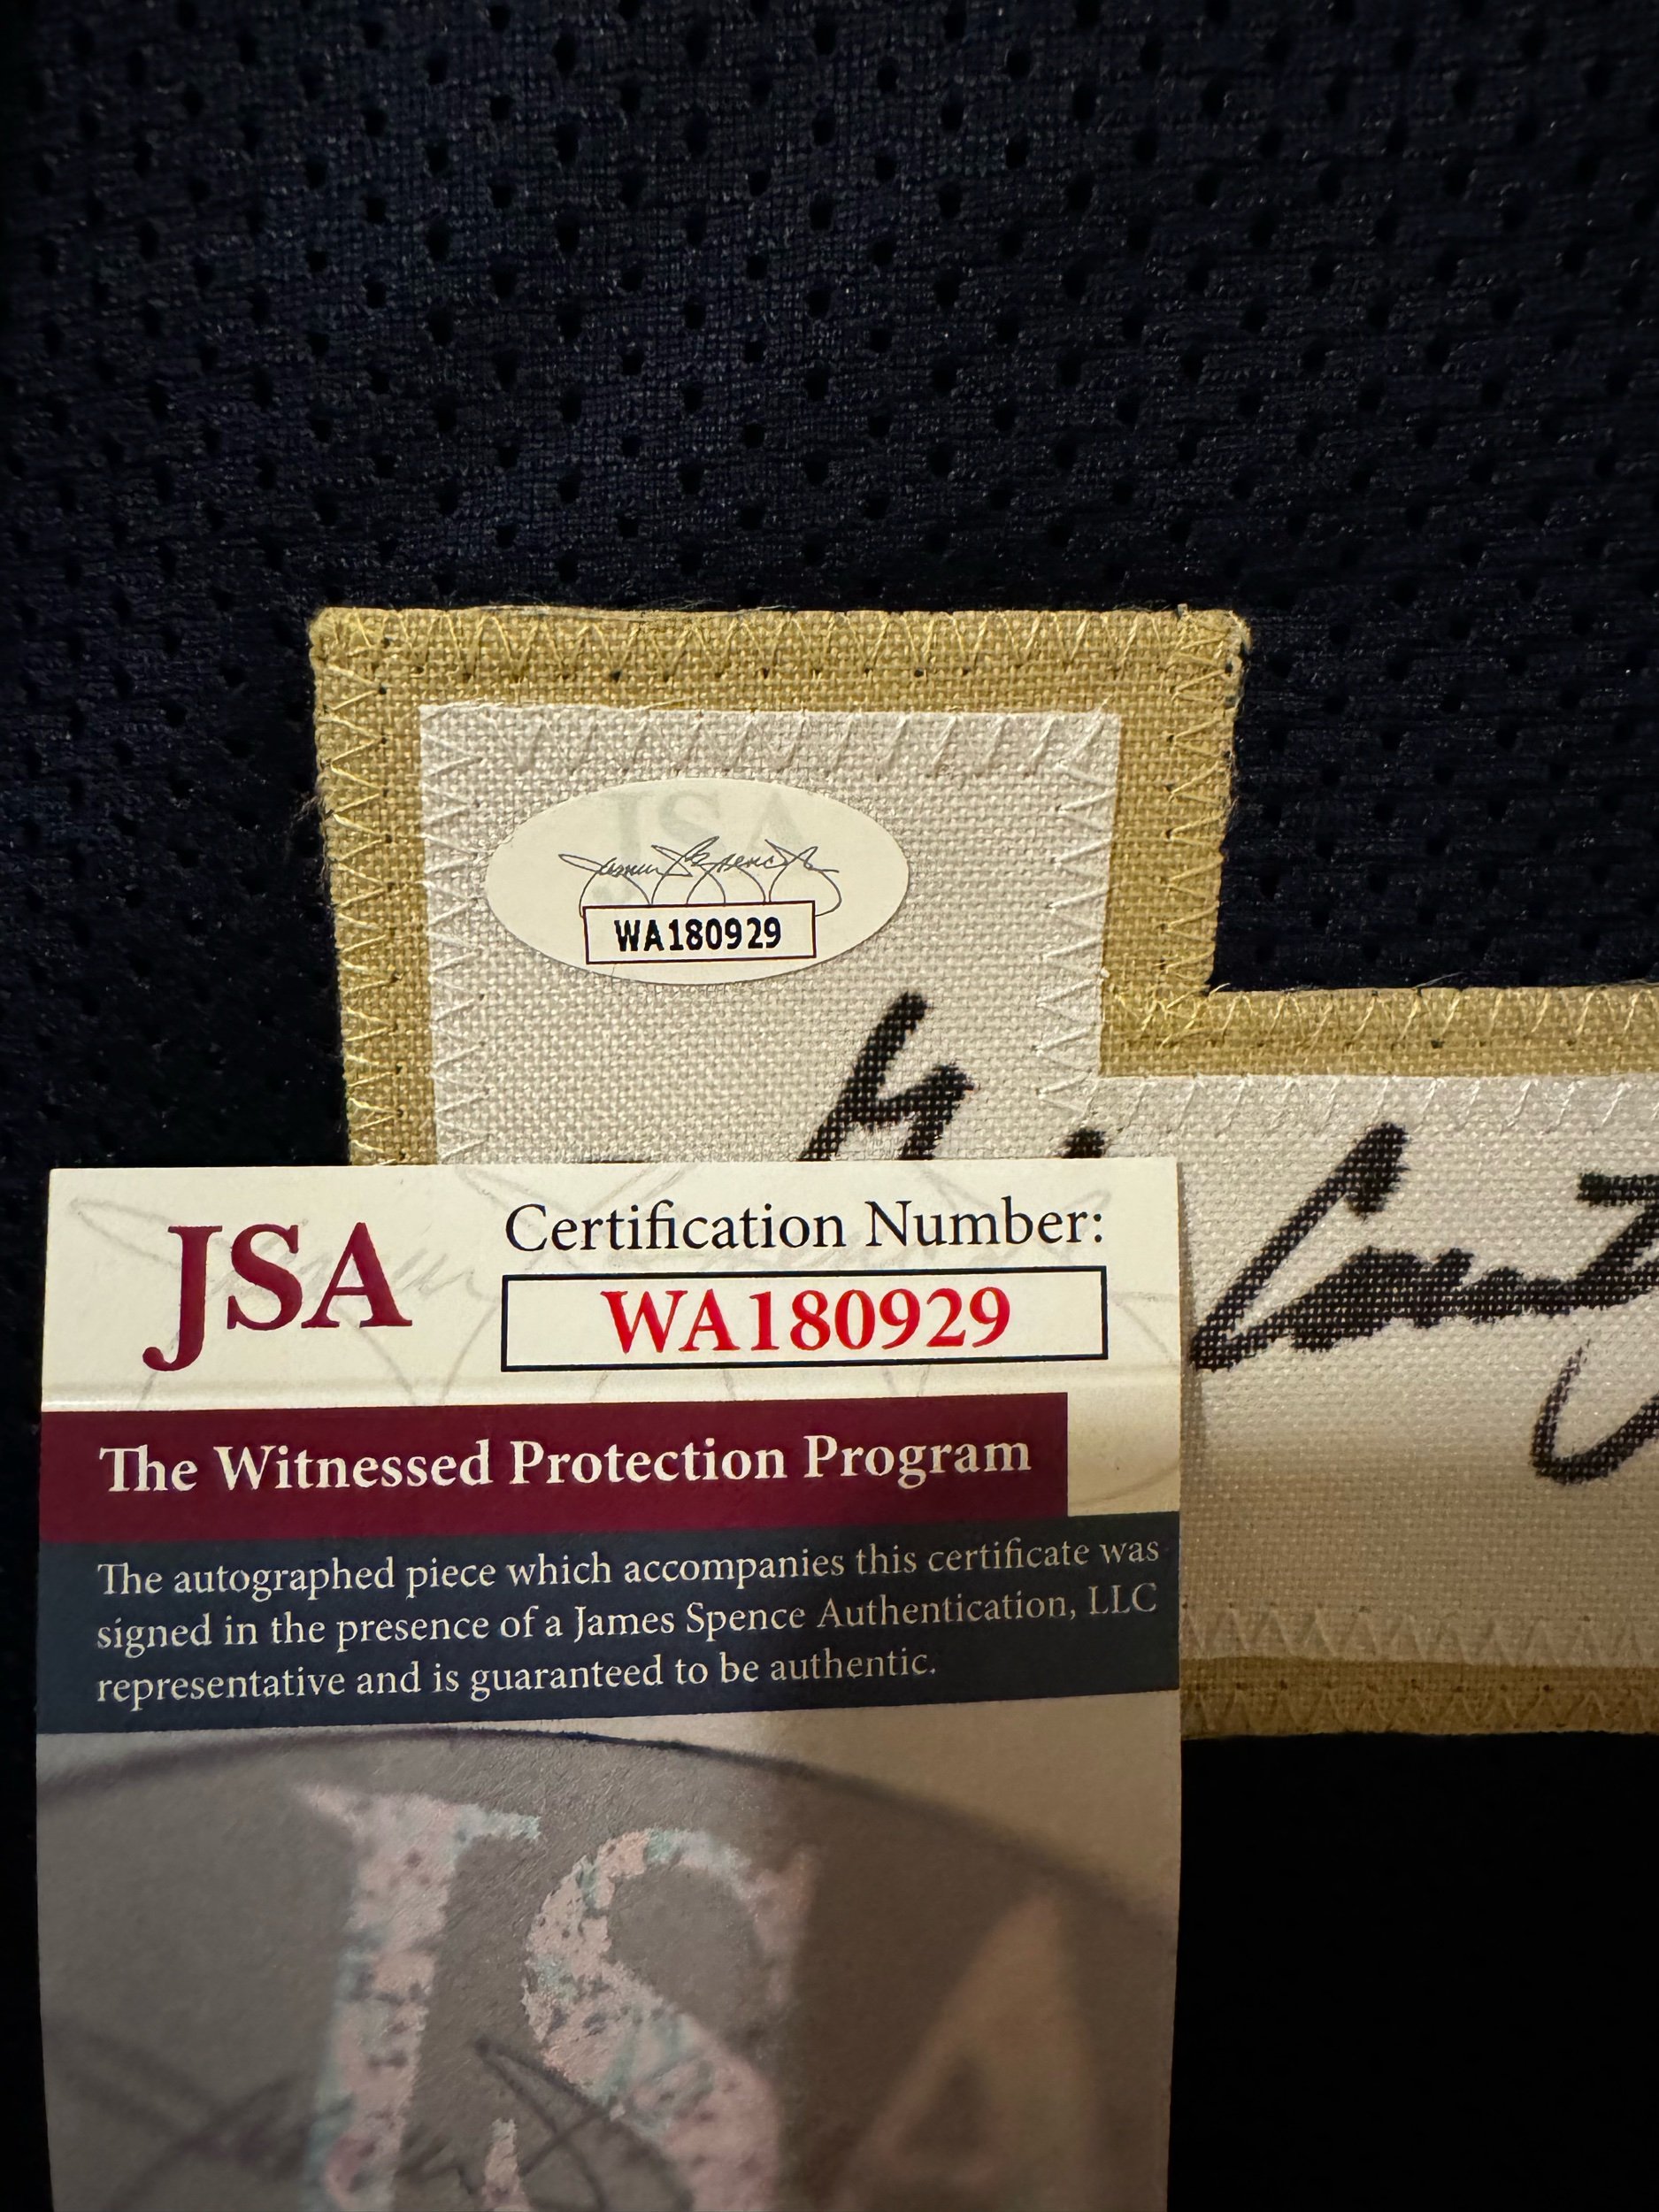 JSA
WA180929
JSA
Certification Number:
WA180929
The Witnessed Protection Program
The autographed piece which accompanies this certificate was
signed in the presence of a James Spence Authentication, LLC
representative and is guaranteed to be authentic.
JSA